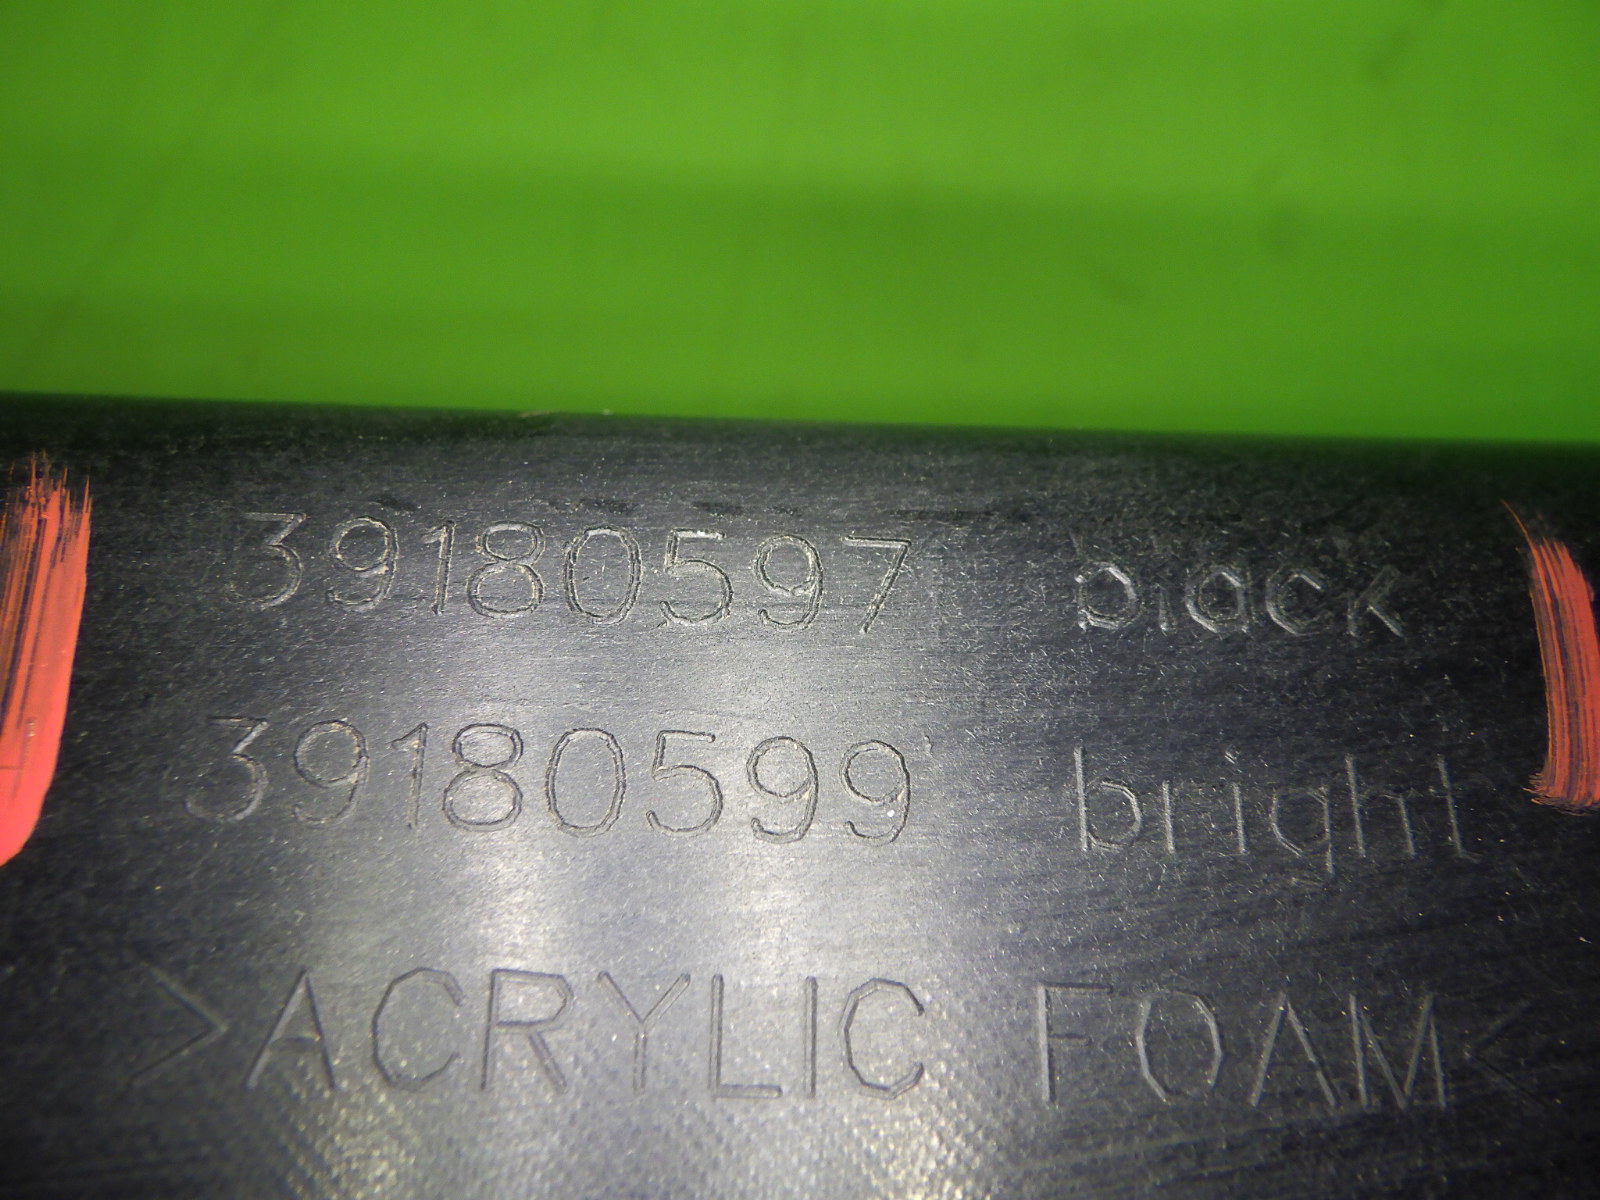 39180597 black
39180599 bright
>ACRYLIC FOAM<